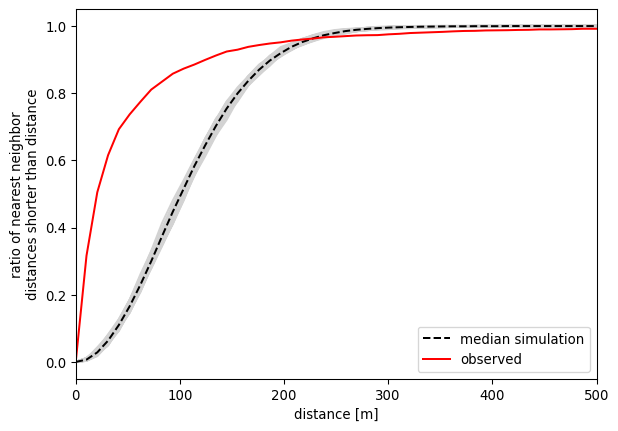 ratio of nearest neighbor
distances shorter than distance
1.0
0.8
0.6
0.4
0.2
0.0
0
100
200
300
400
500
distance [m]
median simulation
observed